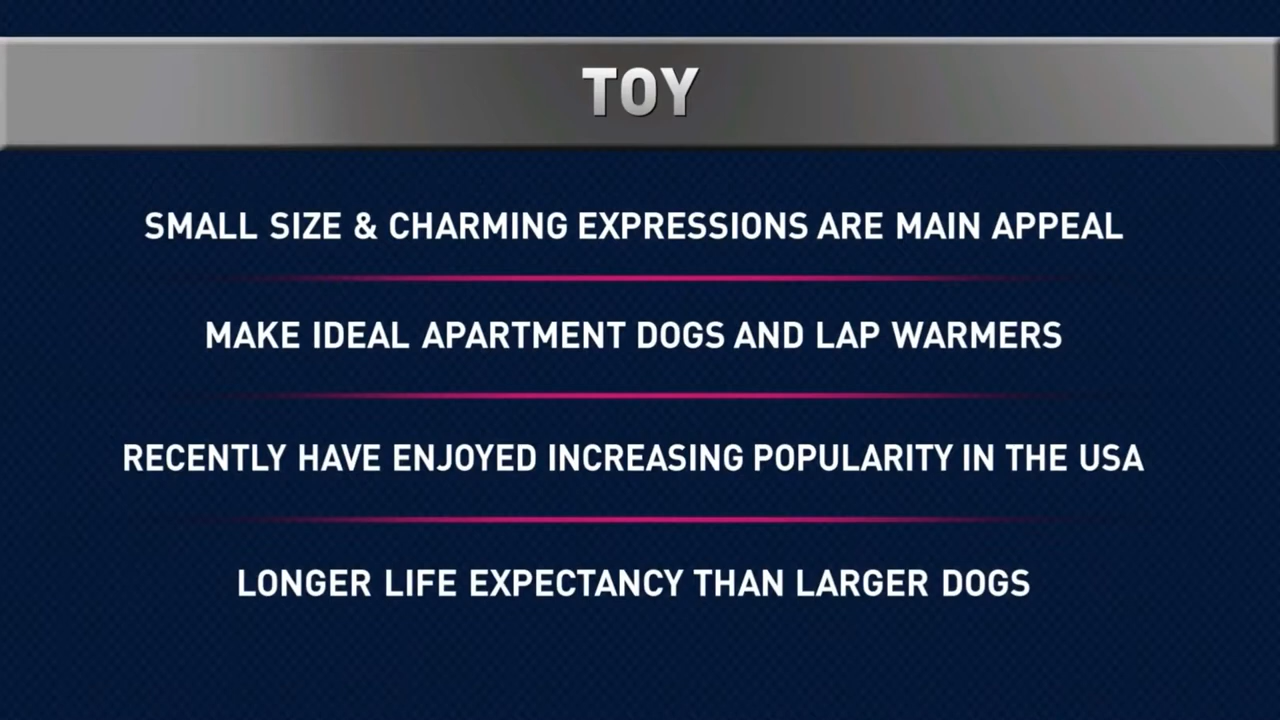 TOY
SMALL SIZE & CHARMING EXPRESSIONS ARE MAIN APPEAL
MAKE IDEAL APARTMENT DOGS AND LAP WARMERS
RECENTLY HAVE ENJOYED INCREASING POPULARITY IN THE USA
LONGER LIFE EXPECTANCY THAN LARGER DOGS